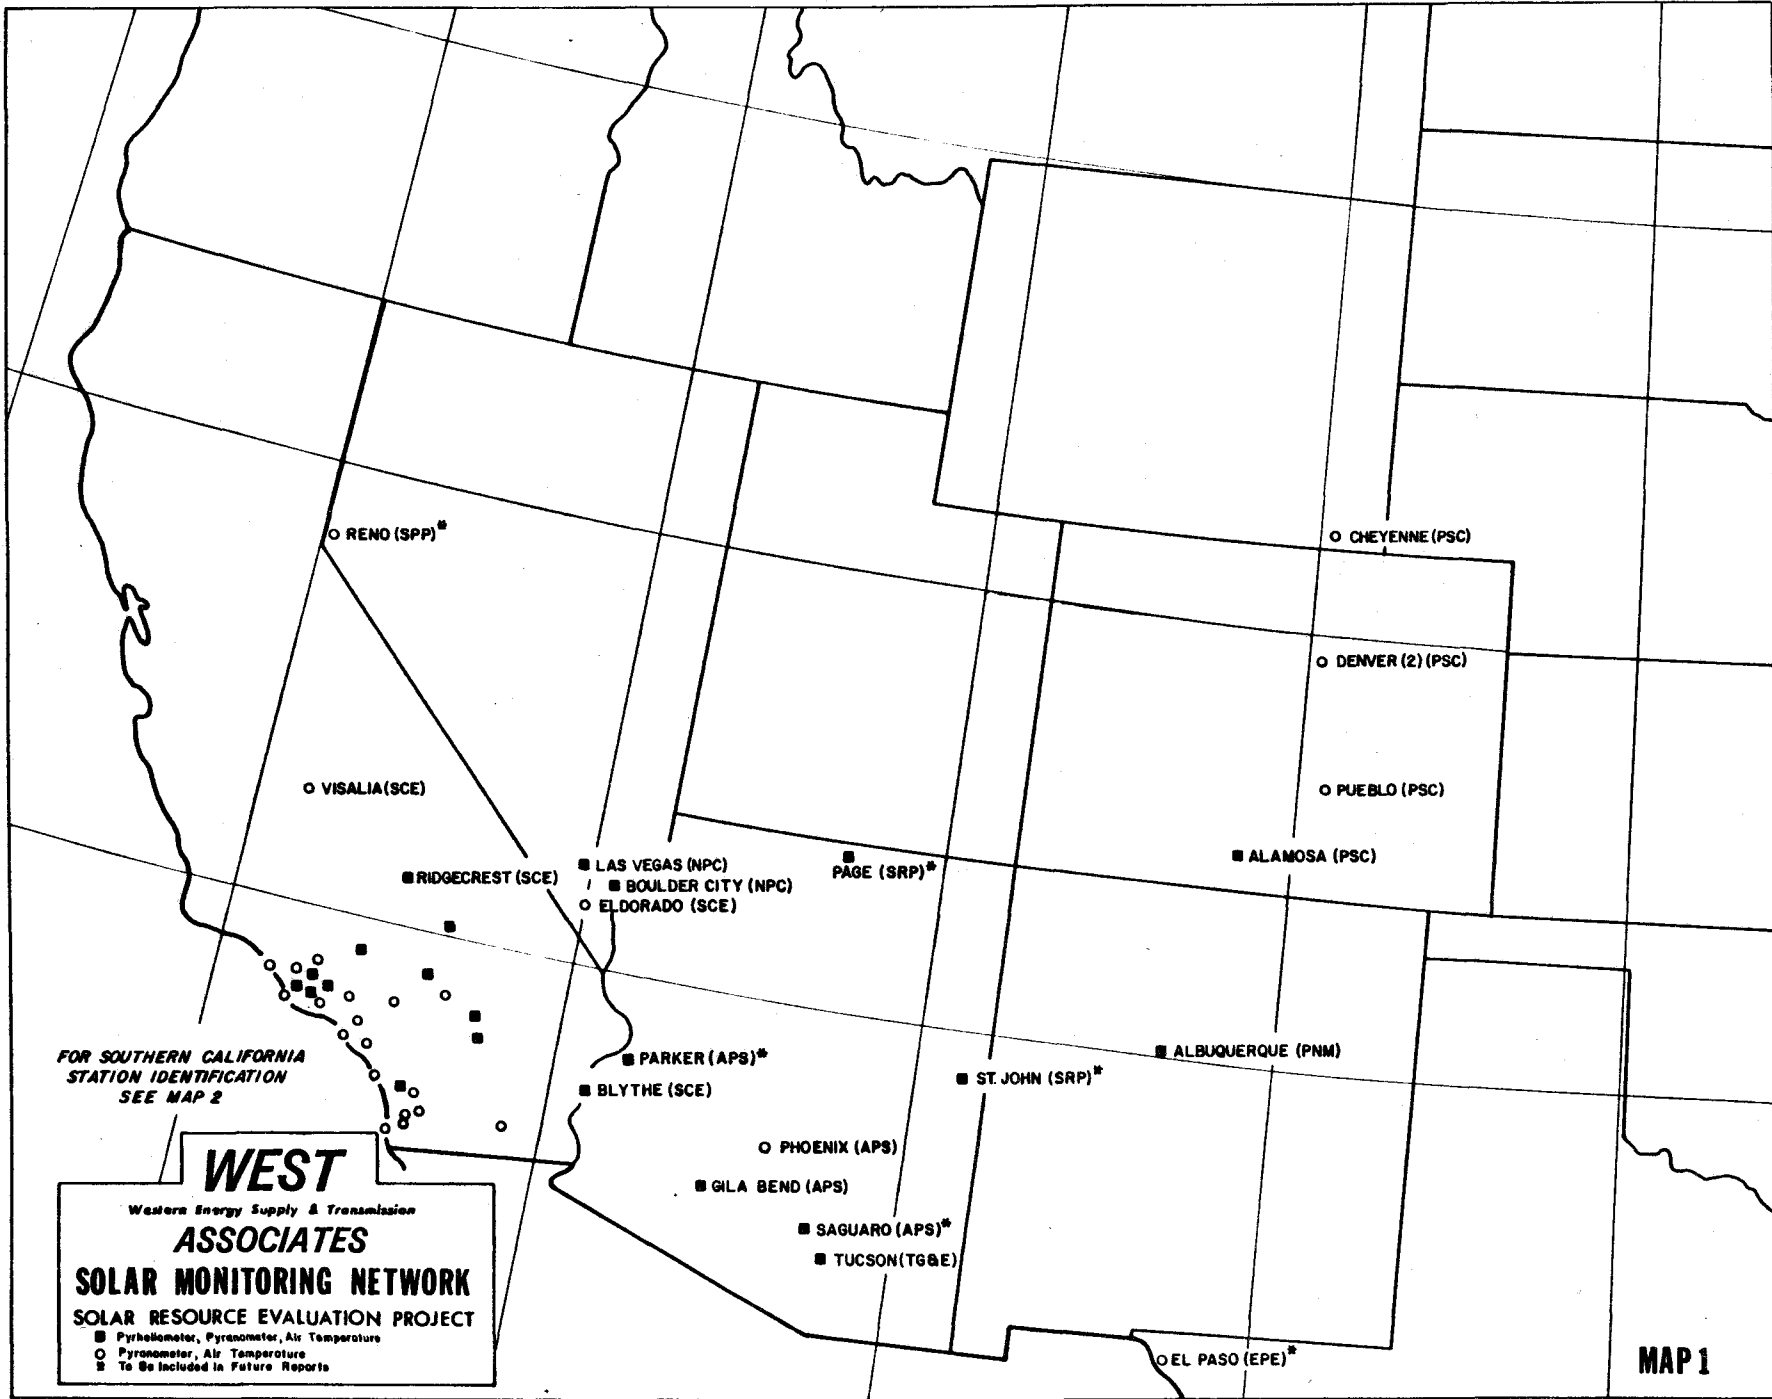 RENO (SPP)*
CHEYENNE (PSC)
DENVER (2) (PSC)
VISALIA (SCE)
PUEBLO (PSC)
LAS VEGAS (NPC)
ALAMOSA (PSC)
PAGE (SRP)*
RIDGECREST (SCE)
BOULDER CITY (NPC)
ELDORADO (SCE)
FOR SOUTHERN CALIFORNIA
STATION IDENTIFICATION
SEE MAP 2
PARKER (APS)*
ALBUQUERQUE (PNM)
ST. JOHN (SRP)*
BLYTHE (SCE)
PHOENIX (APS)
GILA BEND (APS)
SAGUARO (APS)*
TUCSON (TG&E)
EL PASO (EPE)*
WEST
Western Energy Supply & Transmission
ASSOCIATES
SOLAR MONITORING NETWORK
SOLAR RESOURCE EVALUATION PROJECT
Pyrheliometer, Pyranometer, Air Temperature
Pyranometer, Air Temperature
* To Be Included in Future Reports
MAP 1